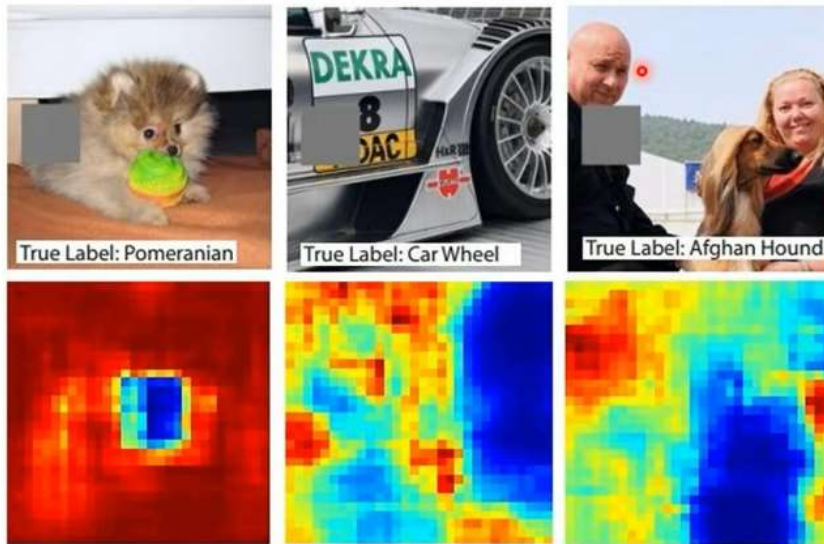 DEKRA
8
DAC
H&R
True Label: Pomeranian
True Label: Car Wheel
True Label: Afghan Hound